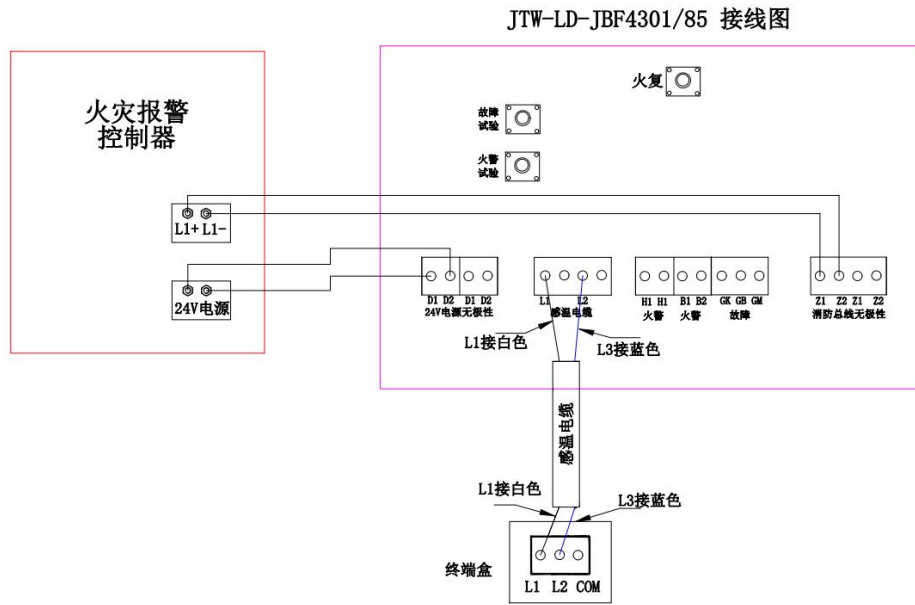 JTW-LD-JBF4301/85 接线图
火灾报警
控制器
火复
故障
试验
火警
试验
L1+ L1-
24V电源
D1 D2 D1 D2
24V电源无极性
L1 L2
感温电缆
H1 H1 B1 B2 GK GB GM
火警 火警 故障
Z1 Z2 Z1 Z2
消防总线无极性
L1接白色
L3接蓝色
感温电缆
L1接白色
L3接蓝色
终端盒
L1 L2 COM